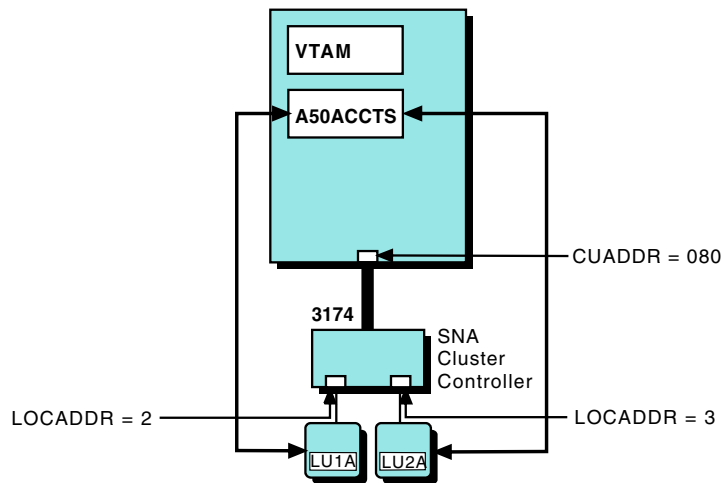 VTAM
A50ACCTS
CUADDR = 080
3174
SNA
Cluster
Controller
LOCADDR = 2
LOCADDR = 3
LU1A
LU2A